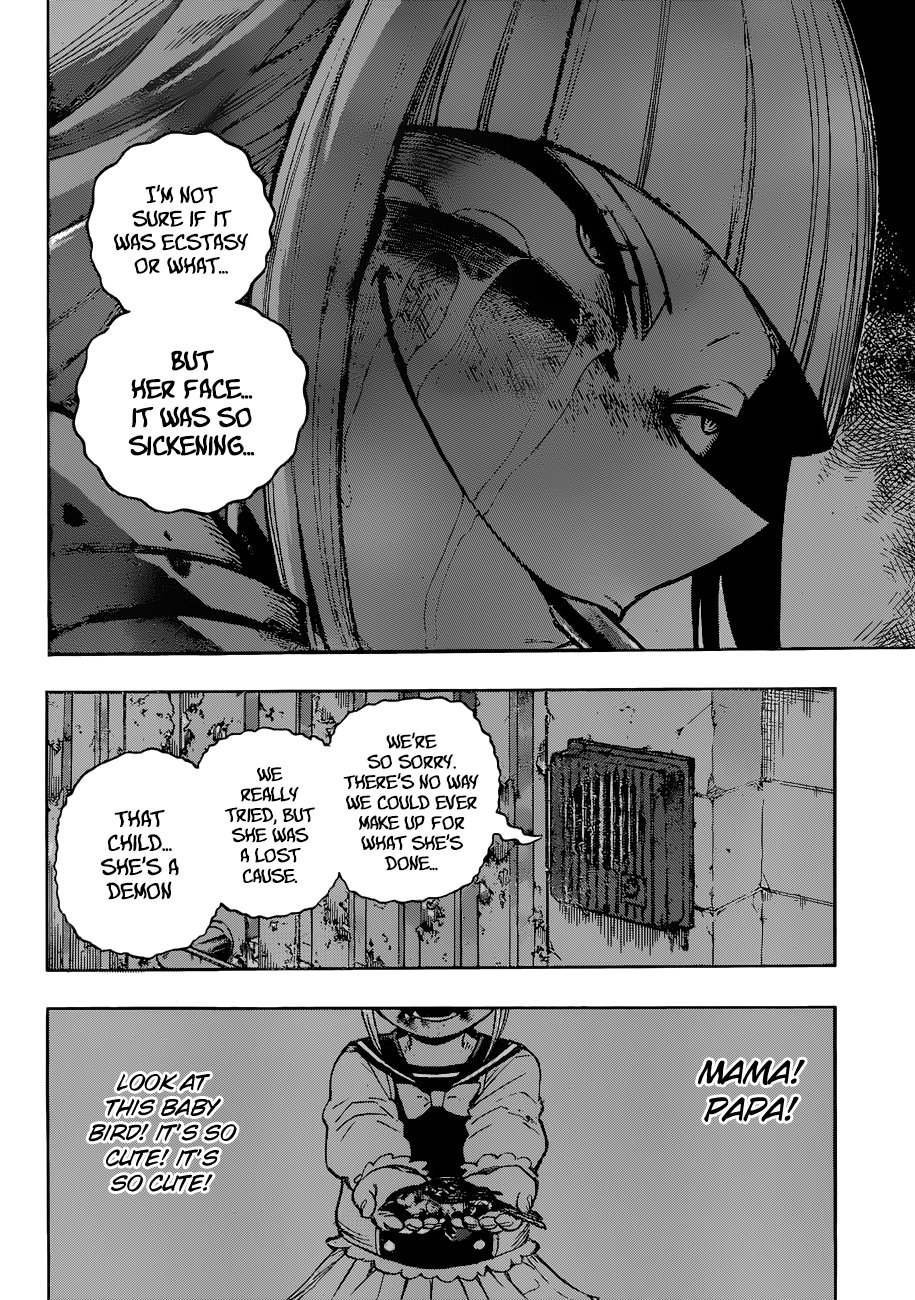 I'M NOT
SURE IF IT
WAS ECSTASY
OR WHAT...
BUT
HER FACE...
IT WAS SO
SICKENING...
WE'RE
SO SORRY.
THERE'S NO WAY
WE COULD EVER
MAKE UP FOR
WHAT SHE'S
DONE...
WE
REALLY
TRIED, BUT
SHE WAS
A LOST
CAUSE.
THAT
CHILD...
SHE'S A
DEMON
MAMA!
PAPA!
LOOK AT
THIS BABY
BIRD! IT'S SO
CUTE! IT'S
SO CUTE!